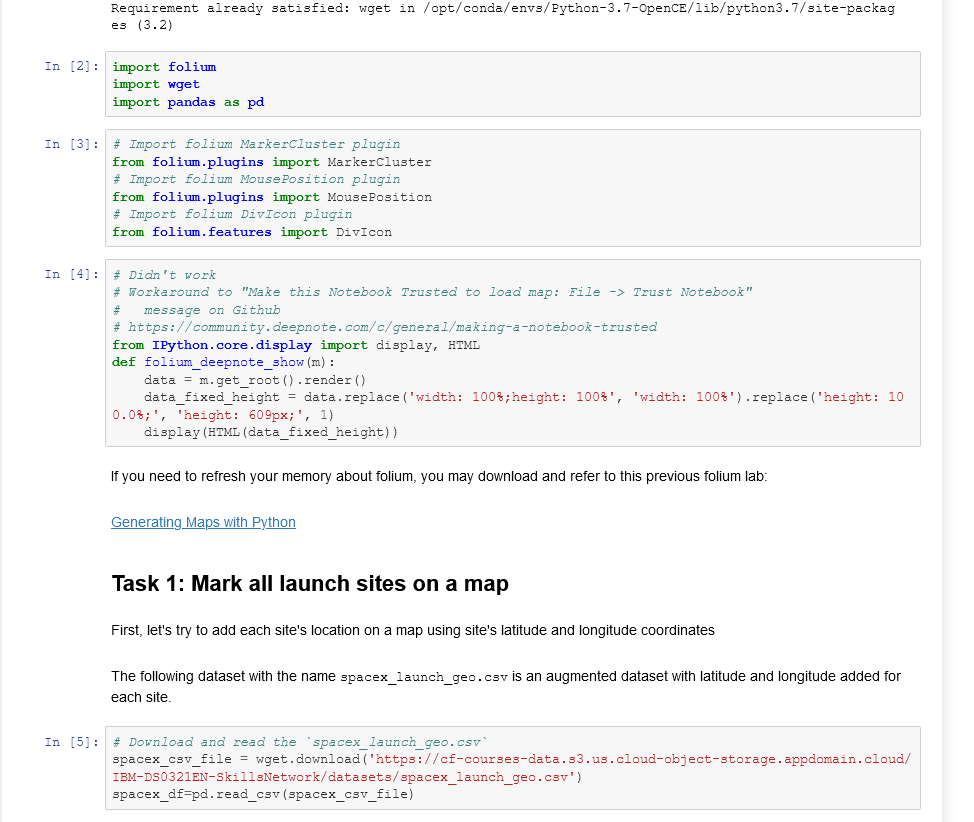 Requirement already satisfied: wget in /opt/conda/envs/Python-3.7-OpenCE/lib/python3.7/site-packag
es (3.2)
In [2]: import folium
import wget
import pandas as pd
In [3]: # Import folium MarkerCluster plugin
from folium.plugins import MarkerCluster
# Import folium MousePosition plugin
from folium.plugins import MousePosition
# Import folium DivIcon plugin
from folium.features import DivIcon
In [4]: # Didn't work
# Workaround to "Make this Notebook Trusted to load map: File -> Trust Notebook"
#   message on Github
# https://community.deepnote.com/c/general/making-a-notebook-trusted
from IPython.core.display import display, HTML
def folium_deepnote_show(m):
    data = m.get_root().render()
    data_fixed_height = data.replace('width: 100%;height: 100%', 'width: 100%').replace('height: 10
0.0%;', 'height: 609px;', 1)
    display(HTML(data_fixed_height))
If you need to refresh your memory about folium, you may download and refer to this previous folium lab:
Generating Maps with Python
Task 1: Mark all launch sites on a map
First, let's try to add each site's location on a map using site's latitude and longitude coordinates
The following dataset with the name spacex_launch_geo.csv is an augmented dataset with latitude and longitude added for
each site.
In [5]: # Download and read the `spacex_launch_geo.csv`
spacex_csv_file = wget.download('https://cf-courses-data.s3.us.cloud-object-storage.appdomain.cloud/
IBM-DS0321EN-SkillsNetwork/datasets/spacex_launch_geo.csv')
spacex_df=pd.read_csv(spacex_csv_file)